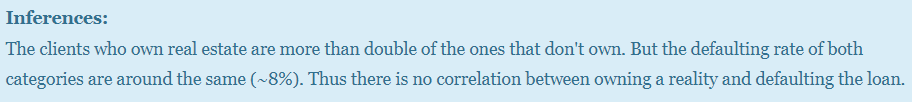 Inferences:
The clients who own real estate are more than double of the ones that don't own. But the defaulting rate of both
categories are around the same (~8%). Thus there is no correlation between owning a reality and defaulting the loan.